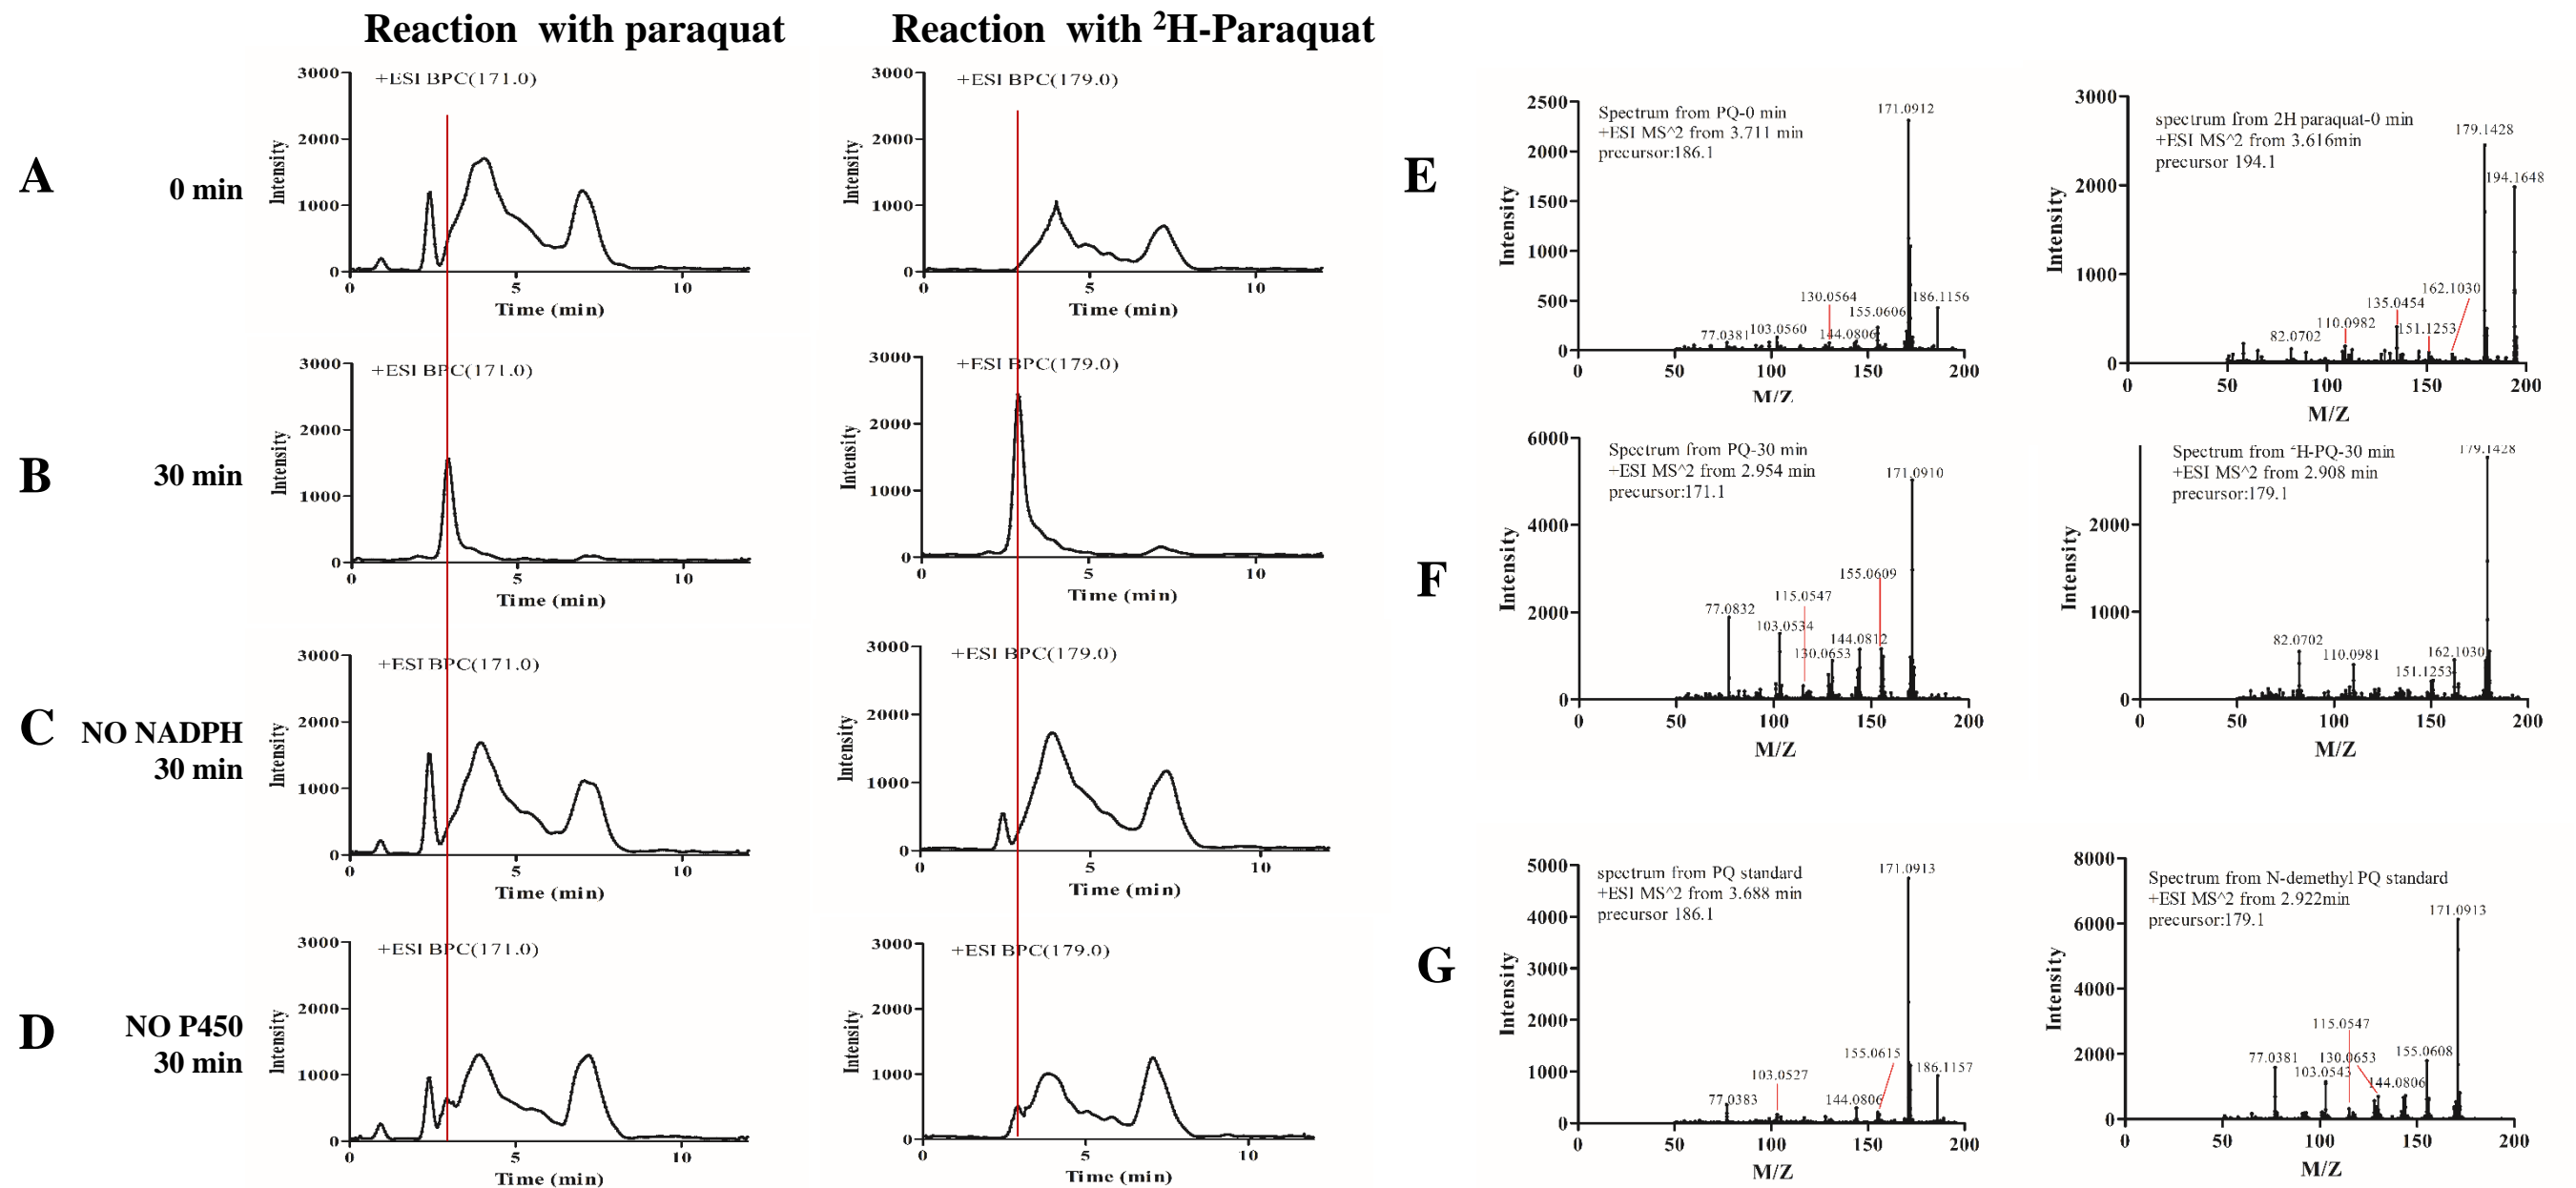 Reaction with paraquat
Reaction with ²H-Paraquat
A
0 min
3000
2000
1000
0
Intensity
+ESI BPC(171.0)
0 5 10
Time (min)
3000
2000
1000
0
Intensity
+ESI BPC(179.0)
0 5 10
Time (min)
B
30 min
3000
2000
1000
0
Intensity
+ESI BPC(171.0)
0 5 10
Time (min)
3000
2000
1000
0
Intensity
+ESI BPC(179.0)
0 5 10
Time (min)
C
NO NADPH
30 min
3000
2000
1000
0
Intensity
+ESI BPC(171.0)
0 5 10
Time (min)
3000
2000
1000
0
Intensity
+ESI BPC(179.0)
0 5 10
Time (min)
D
NO P450
30 min
3000
2000
1000
0
Intensity
+ESI BPC(171.0)
0 5 10
Time (min)
3000
2000
1000
0
Intensity
+ESI BPC(179.0)
0 5 10
Time (min)
E
2500
2000
1500
1000
500
0
Intensity
Spectrum from PQ-0 min
+ESI MS^2 from 3.711 min
precursor:186.1
171.0912
130.0564
186.1156
155.0606
77.0381
103.0560
144.0806
0 50 100 150 200
M/Z
3000
2000
1000
0
Intensity
spectrum from 2H paraquat-0 min
+ESI MS^2 from 3.616min
precursor 194.1
179.1428
194.1648
162.1030
135.0454
110.0982
151.1253
82.0702
0 50 100 150 200
M/Z
F
6000
4000
2000
0
Intensity
Spectrum from PQ-30 min
+ESI MS^2 from 2.954 min
precursor:171.1
171.0910
155.0609
115.0547
77.0832
103.0534
144.0812
130.0653
0 50 100 150 200
M/Z
2000
1000
0
Intensity
Spectrum from ²H-PQ-30 min
+ESI MS^2 from 2.908 min
precursor:179.1
179.1428
82.0702
110.0981
162.1030
151.1253
0 50 100 150 200
M/Z
G
5000
4000
3000
2000
1000
0
Intensity
spectrum from PQ standard
+ESI MS^2 from 3.688 min
precursor 186.1
171.0913
155.0615
186.1157
103.0527
77.0383
144.0806
0 50 100 150 200
M/Z
8000
6000
4000
2000
0
Intensity
Spectrum from N-demethyl PQ standard
+ESI MS^2 from 2.922min
precursor:179.1
171.0913
115.0547
77.0381
130.0653
155.0608
103.0543
144.0806
0 50 100 150 200
M/Z